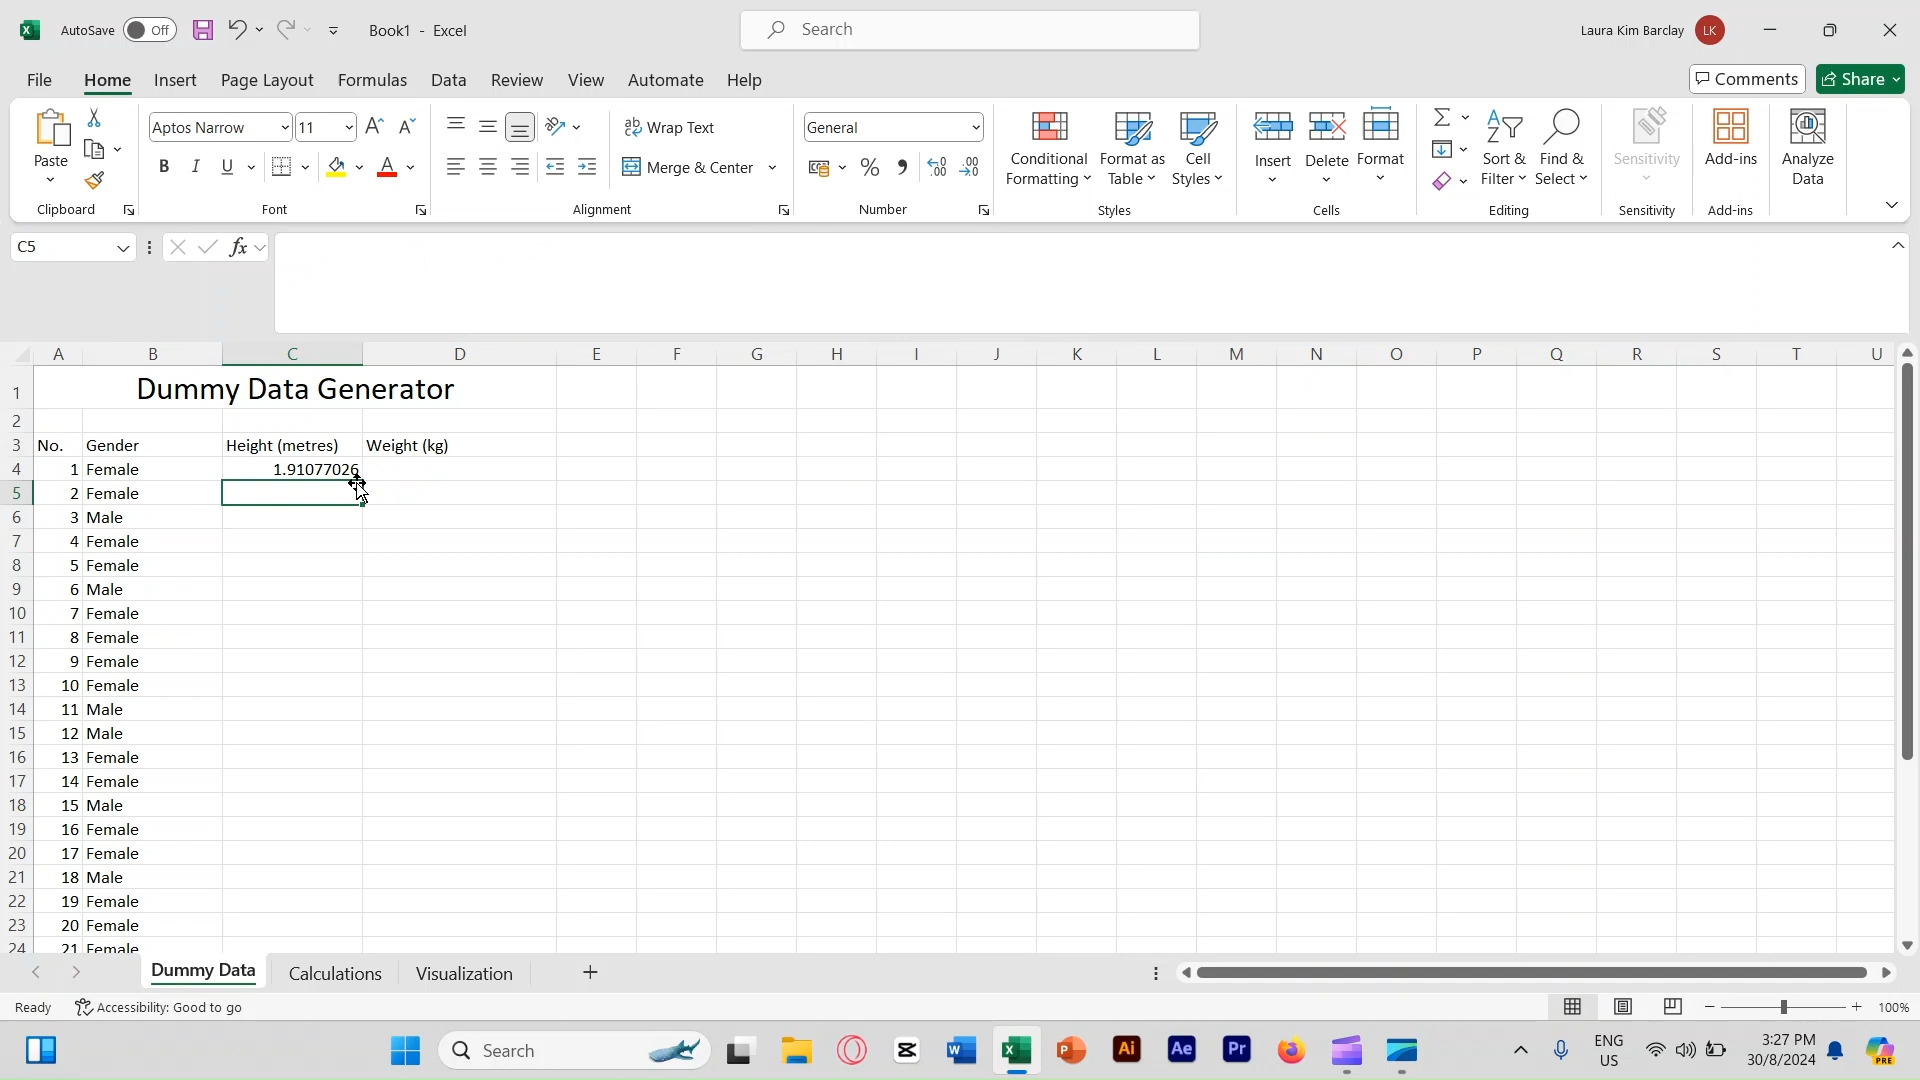 AutoSave Off Book1 - Excel Search Laura Kim Barclay LK
File Home Insert Page Layout Formulas Data Review View Automate Help Comments Share
Paste Clipboard
Aptos Narrow 11 B I U A Font
Wrap Text Merge & Center Alignment
General % Number
Conditional Formatting Format as Table Cell Styles Styles
Insert Delete Format Cells
Sort & Filter Find & Select Editing
Sensitivity Sensitivity
Add-ins Add-ins
Analyze Data
C5 fx
A B C D E F G H I J K L M N O P Q R S T U
1 Dummy Data Generator
2
3 No. Gender Height (metres) Weight (kg)
4 1 Female 1.91077026
5 2 Female
6 3 Male
7 4 Female
8 5 Female
9 6 Male
10 7 Female
11 8 Female
12 9 Female
13 10 Female
14 11 Male
15 12 Male
16 13 Female
17 14 Female
18 15 Male
19 16 Female
20 17 Female
21 18 Male
22 19 Female
23 20 Female
24 21 Female
Dummy Data Calculations Visualization
Ready Accessibility: Good to go 100%
Search W X P Ai Ae Pr ENG US 3:27 PM 30/8/2024 PRE